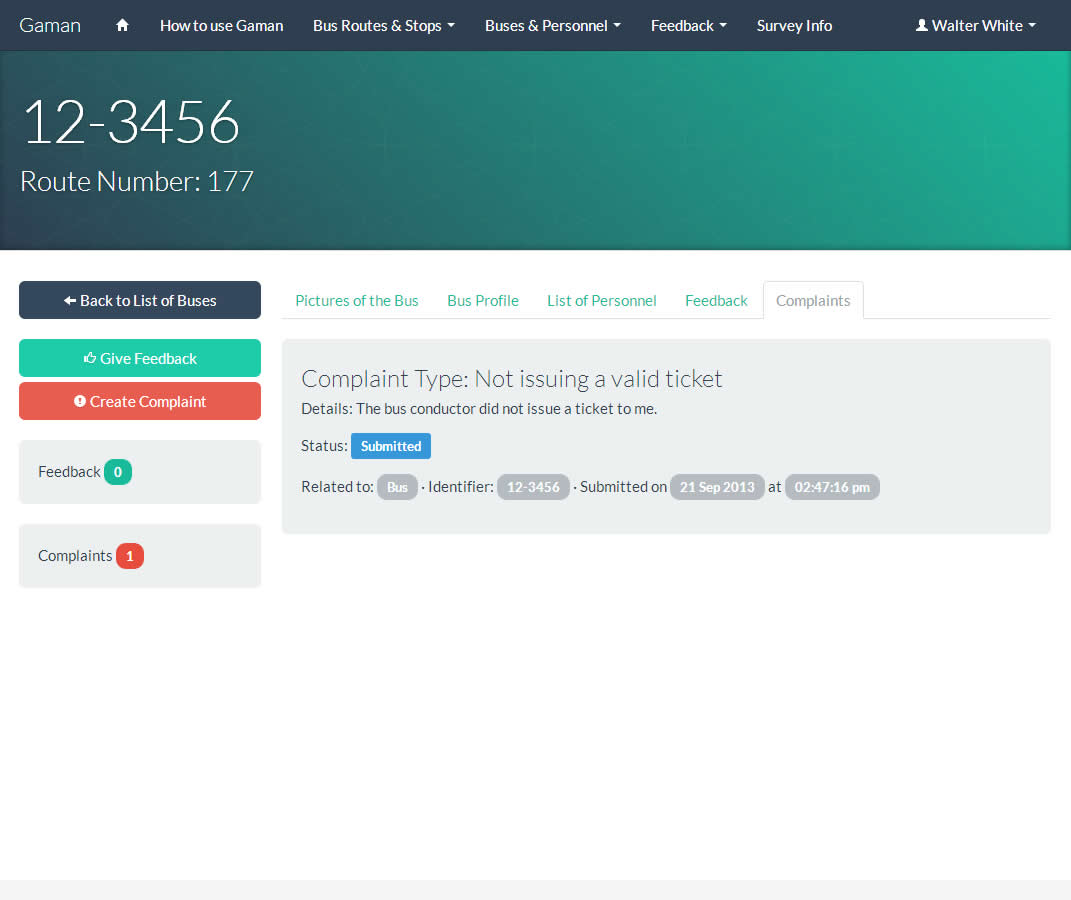 Gaman How to use Gaman Bus Routes & Stops Buses & Personnel Feedback Survey Info Walter White
12-3456
Route Number: 177
Back to List of Buses
Give Feedback
Create Complaint
Feedback 0
Complaints 1
Pictures of the Bus Bus Profile List of Personnel Feedback Complaints
Complaint Type: Not issuing a valid ticket
Details: The bus conductor did not issue a ticket to me.
Status: Submitted
Related to: Bus · Identifier: 12-3456 · Submitted on 21 Sep 2013 at 02:47:16 pm